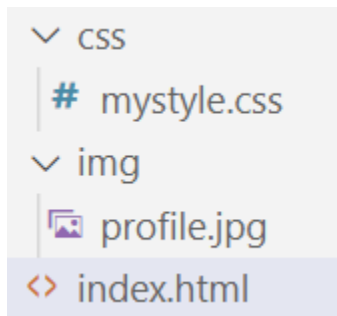 css
# mystyle.css
img
profile.jpg
<> index.html